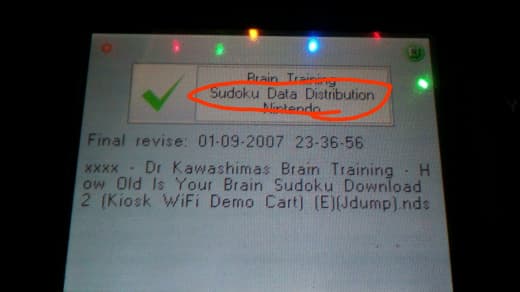 Brain Training
Sudoku Data Distribution
Nintendo
Final revise: 01-09-2007 23-36-56
xxxx - Dr Kawashimas Brain Training - H
ow Old Is Your Brain Sudoku Download
2 (Kiosk WiFi Demo Cart) (E)(Jdump).nds